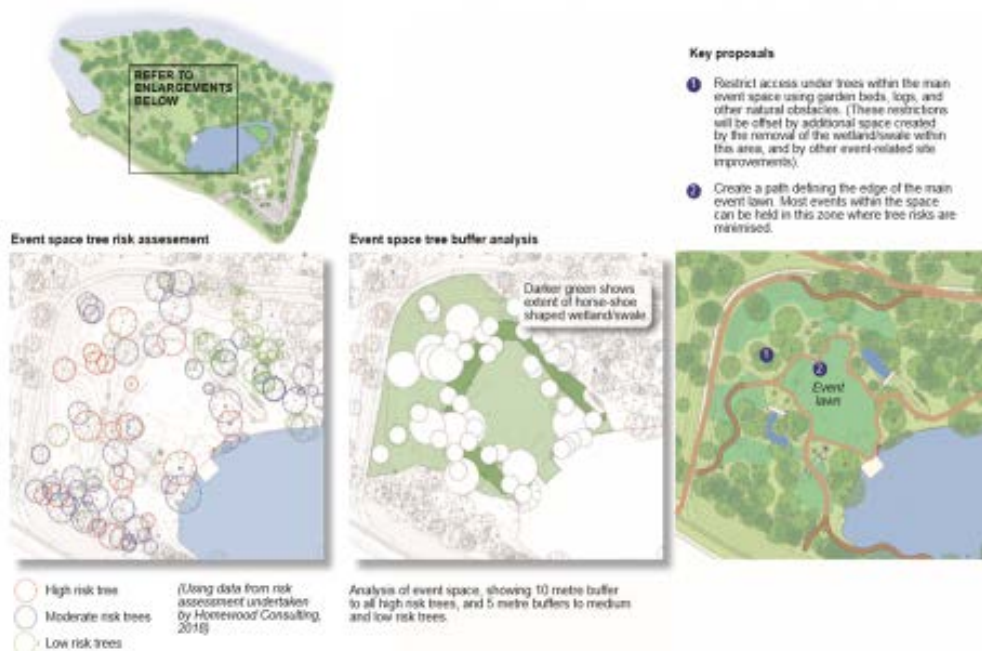 REFER TO
ENLARGEMENTS
BELOW
Key proposals
1 Restrict access under trees within the main
event space using garden beds, logs, and
other natural obstacles. (These restrictions
will be offset by additional space created
by the removal of the wetland/swale within
this area, and by other event-related site
improvements).
2 Create a path defining the edge of the main
event lawn. Most events within the space
can be held in this zone where tree risks are
minimised.
Event space tree risk assesement
Event space tree buffer analysis
Darker green shows
extent of horse-shoe
shaped wetland/swale
1
2
Event
lawn
High risk tree
Moderate risk trees
Low risk trees
(Using data from risk
assessment undertaken
by Homewood Consulting,
2018)
Analysis of event space, showing 10 metre buffer
to all high risk trees, and 5 metre buffers to medium
and low risk trees.